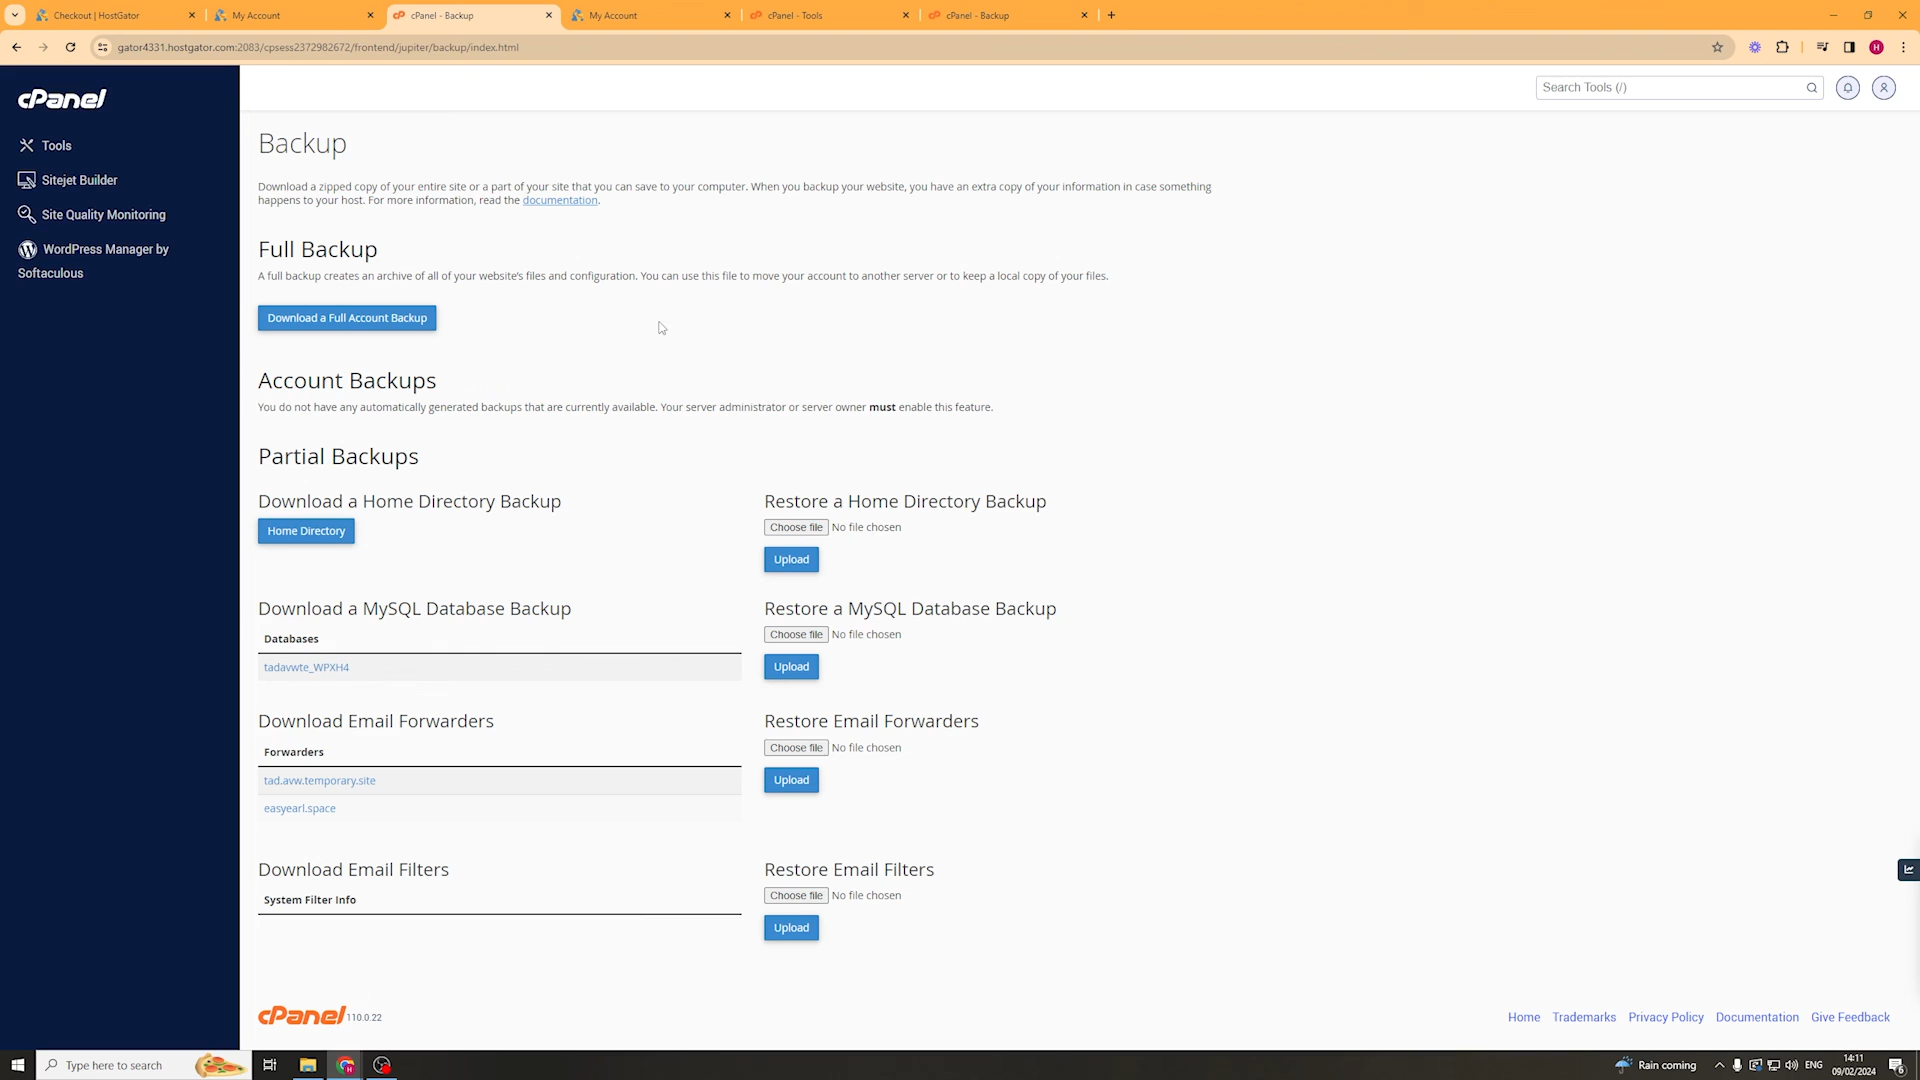 Checkout | HostGator
My Account
cPanel - Backup
My Account
cPanel - Tools
cPanel - Backup
gator4331.hostgator.com:2083/cpsess2372982672/frontend/jupiter/backup/index.html
H
cPanel
Search Tools (/)
Tools
Sitejet Builder
Site Quality Monitoring
WordPress Manager by
Softaculous
Backup
Download a zipped copy of your entire site or a part of your site that you can save to your computer. When you backup your website, you have an extra copy of your information in case something
happens to your host. For more information, read the documentation.
Full Backup
A full backup creates an archive of all of your website's files and configuration. You can use this file to move your account to another server or to keep a local copy of your files.
Download a Full Account Backup
Account Backups
You do not have any automatically generated backups that are currently available. Your server administrator or server owner must enable this feature.
Partial Backups
Download a Home Directory Backup
Home Directory
Restore a Home Directory Backup
Choose file No file chosen
Upload
Download a MySQL Database Backup
Databases
tadavwte_WPXH4
Restore a MySQL Database Backup
Choose file No file chosen
Upload
Download Email Forwarders
Forwarders
tad.avw.temporary.site
easyearl.space
Restore Email Forwarders
Choose file No file chosen
Upload
Download Email Filters
System Filter Info
Restore Email Filters
Choose file No file chosen
Upload
cPanel 110.0.22
Home Trademarks Privacy Policy Documentation Give Feedback
Type here to search
Rain coming
ENG
14:11
09/02/2024
6